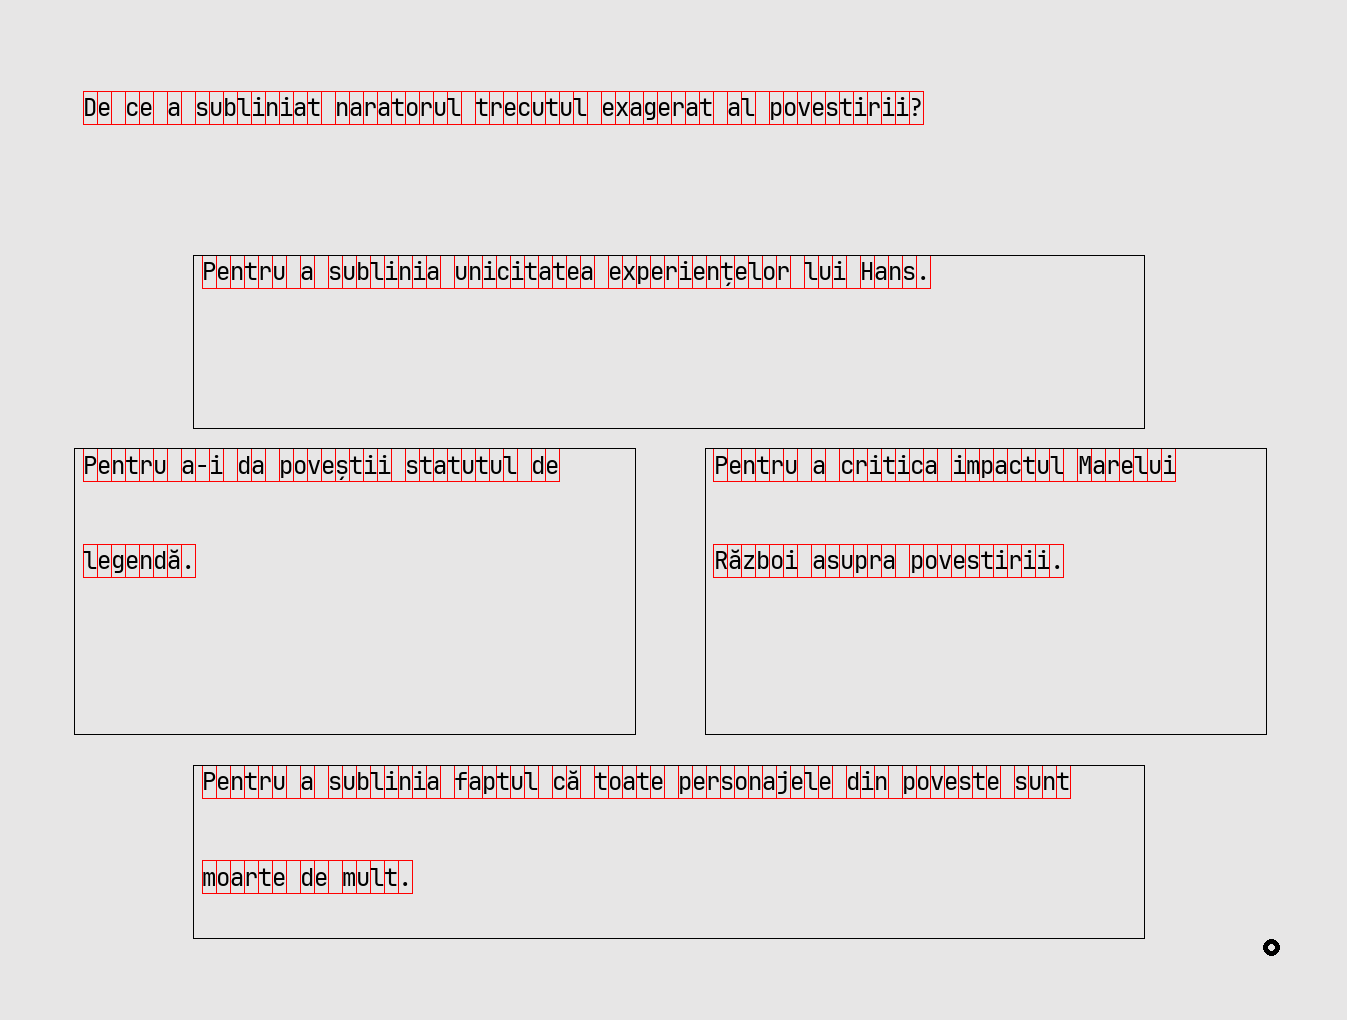 De ce a subliniat naratorul trecutul exagerat al povestirii?
Pentru a sublinia unicitatea experiențelor lui Hans.
Pentru a-i da poveștii statutul de
legendă.
Pentru a critica impactul Marelui
Război asupra povestirii.
Pentru a sublinia faptul că toate personajele din poveste sunt
moarte de mult.